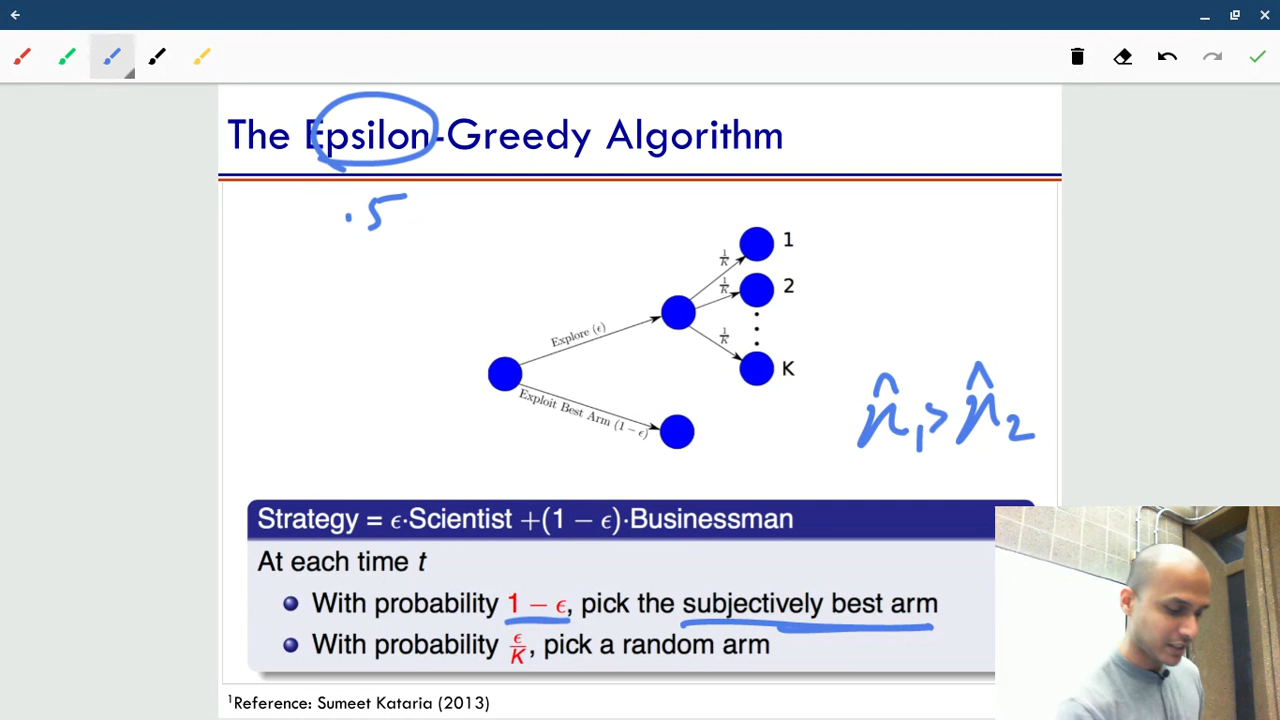 The Epsilon-Greedy Algorithm
.5
1
1/K
1/K
2
Explore (ϵ)
1/K
K
Exploit Best Arm (1 − ϵ)
n̂1 > n̂2
Strategy = ϵ·Scientist +(1 − ϵ)·Businessman
At each time t
With probability 1 − ϵ, pick the subjectively best arm
With probability ϵ/K, pick a random arm
1Reference: Sumeet Kataria (2013)